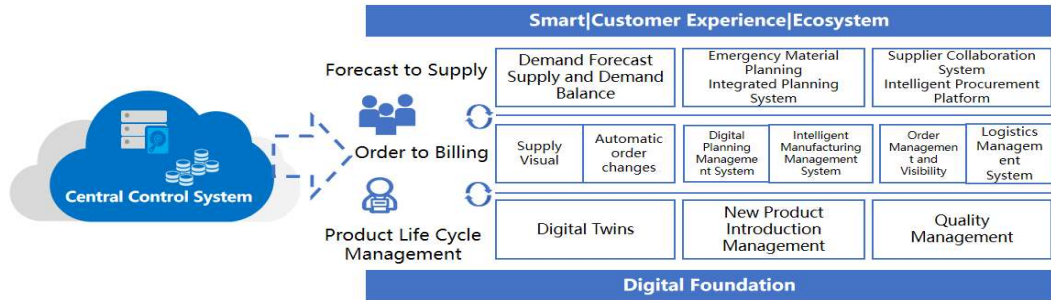 Smart|Customer Experience|Ecosystem
Forecast to Supply
Demand Forecast
Supply and Demand
Balance
Emergency Material
Planning
Integrated Planning
System
Supplier Collaboration
System
Intelligent Procurement
Platform
Central Control System
Order to Billing
Supply
Visual
Automatic
order
changes
Digital
Planning
Manageme
nt System
Intelligent
Manufacturing
Management
System
Order
Managemen
t and
Visibility
Logistics
Managem
ent
System
Product Life Cycle
Management
Digital Twins
New Product
Introduction
Management
Quality
Management
Digital Foundation